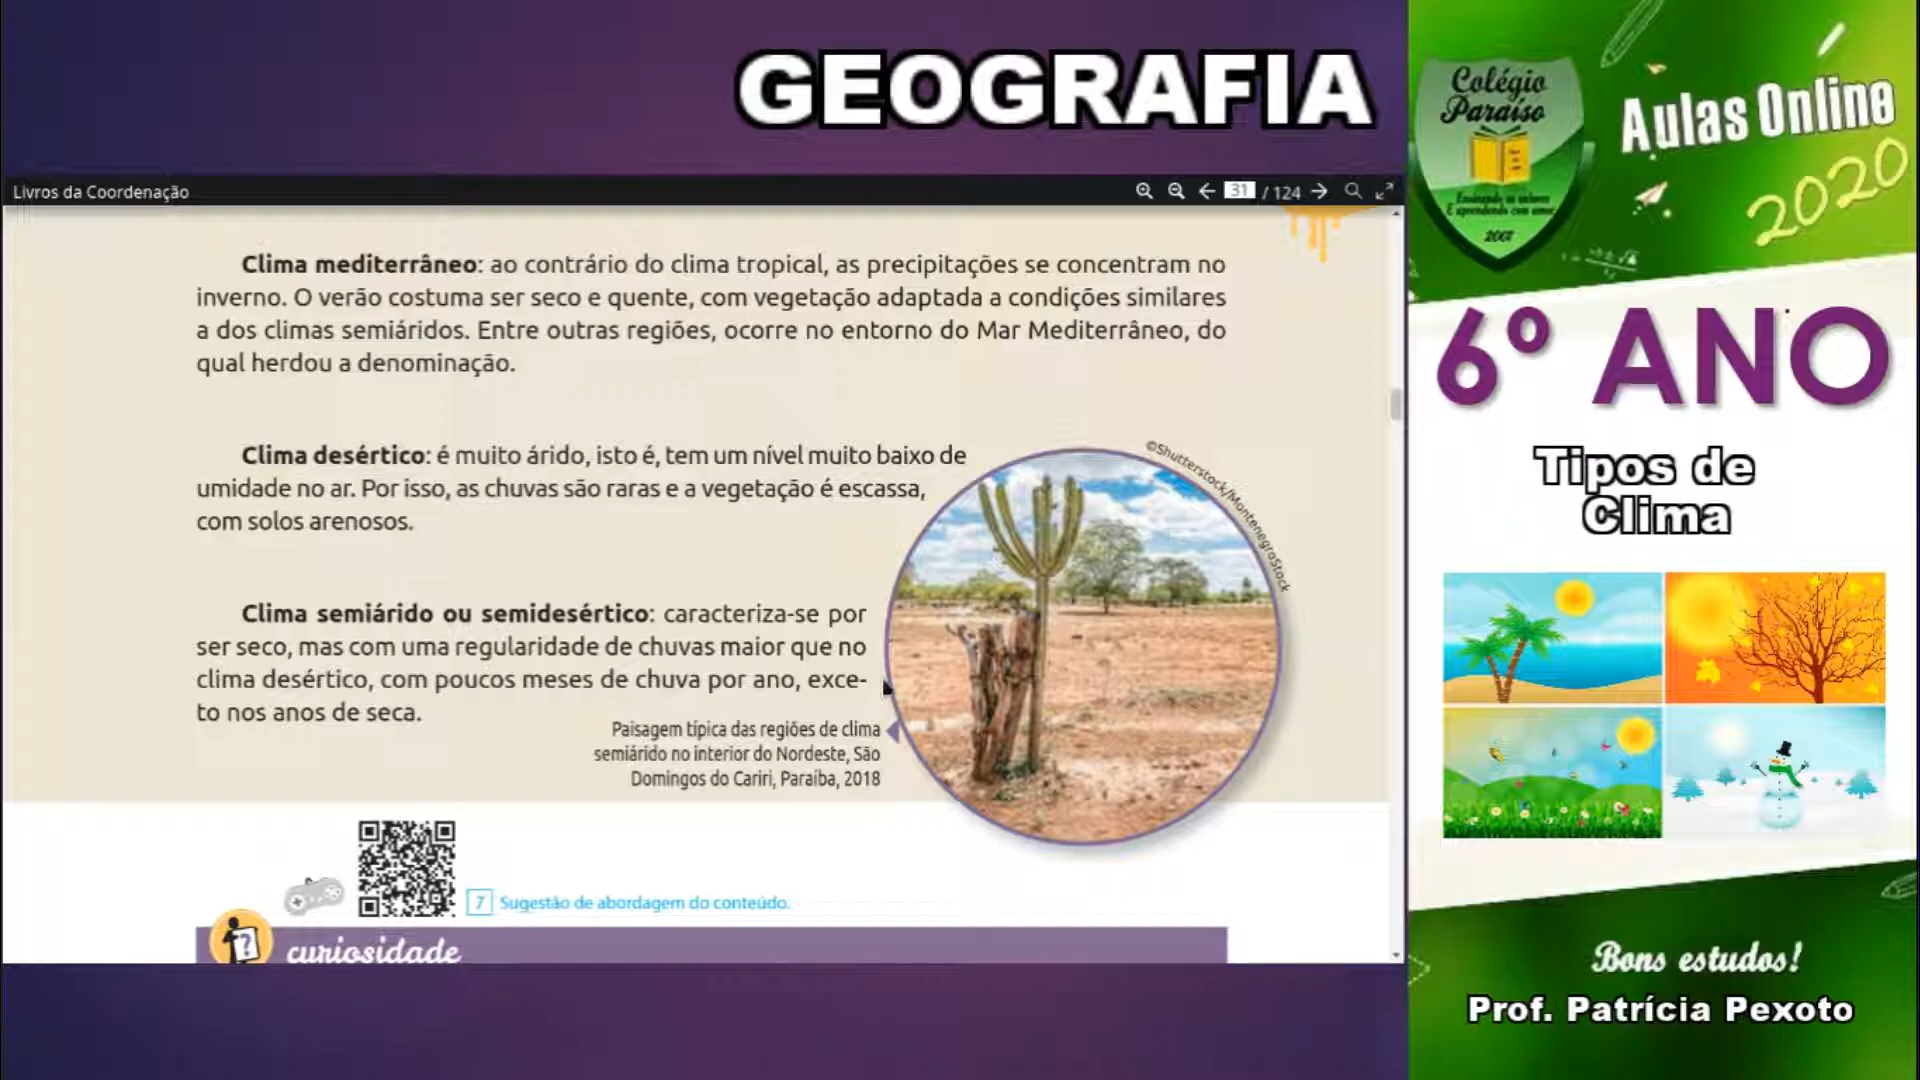 GEOGRAFIA
Livros da Coordenação
31 / 124
Clima mediterrâneo: ao contrário do clima tropical, as precipitações se concentram no
inverno. O verão costuma ser seco e quente, com vegetação adaptada a condições similares
a dos climas semiáridos. Entre outras regiões, ocorre no entorno do Mar Mediterrâneo, do
qual herdou a denominação.
Clima desértico: é muito árido, isto é, tem um nível muito baixo de
umidade no ar. Por isso, as chuvas são raras e a vegetação é escassa,
com solos arenosos.
©Shutterstock/MontenegroStock
Clima semiárido ou semidesértico: caracteriza-se por
ser seco, mas com uma regularidade de chuvas maior que no
clima desértico, com poucos meses de chuva por ano, exce-
to nos anos de seca.
Paisagem típica das regiões de clima
semiárido no interior do Nordeste, São
Domingos do Cariri, Paraíba, 2018
7 Sugestão de abordagem do conteúdo.
curiosidade
Colégio
Paraíso
Ensinando os valores
E aprendendo com amor
2007
Aulas Online
2020
6º ANO
Tipos de
Clima
Bons estudos!
Prof. Patrícia Pexoto